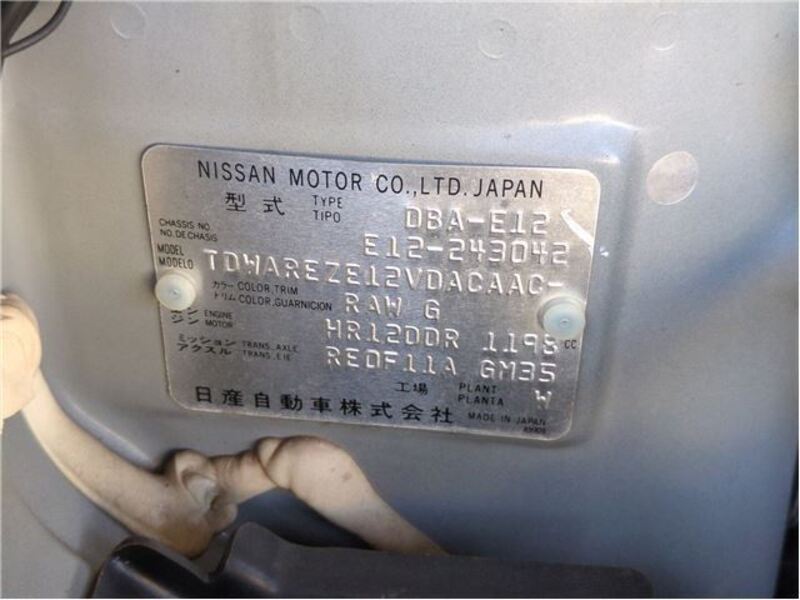 NISSAN MOTOR CO.,LTD.JAPAN
型式 TYPE TIPO DBA-E12
CHASSIS NO. NO.DE CHASIS E12-243042
MODEL MODELO TDWAREZE12VDACAAC-
カラー COLOR,TRIM トリム COLOR,GUARNICION RAW G
エンジン ENGINE MOTOR HR12DDR 1198 CC
ミッション TRANS.,AXLE アクスル TRANS.,EJE RE0F11A GM35
工場 PLANT PLANTA W
日産自動車株式会社 MADE IN JAPAN